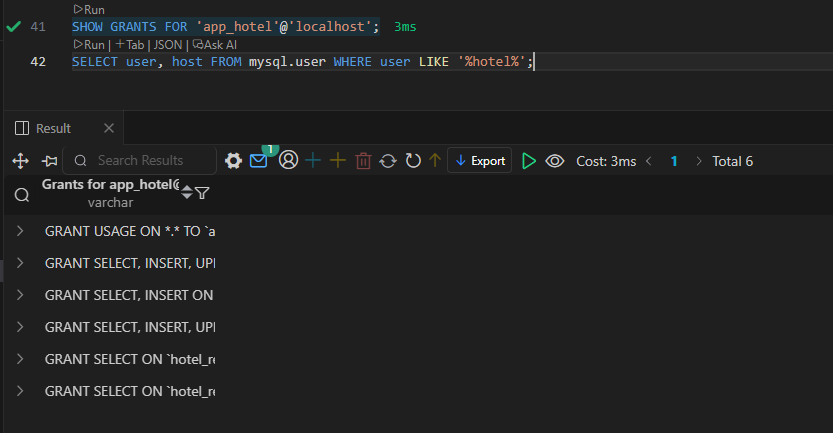 Run
41 SHOW GRANTS FOR 'app_hotel'@'localhost'; 3ms
Run | +Tab | JSON | Ask AI
42 SELECT user, host FROM mysql.user WHERE user LIKE '%hotel%';
Result
Search Results 1 Export Cost: 3ms 1 Total 6
Grants for app_hotel@
varchar
GRANT USAGE ON *.* TO `a
GRANT SELECT, INSERT, UPI
GRANT SELECT, INSERT ON
GRANT SELECT, INSERT, UPI
GRANT SELECT ON `hotel_re
GRANT SELECT ON `hotel_re